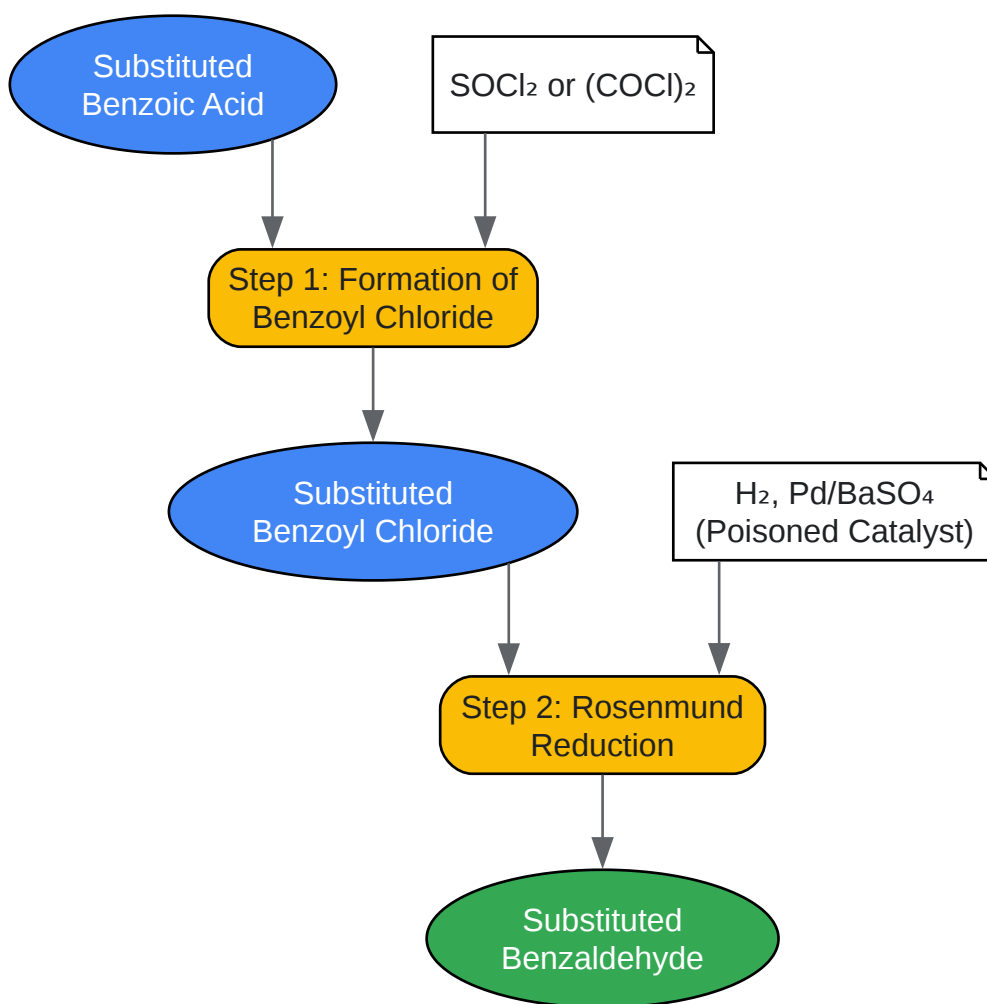 Substituted
Benzoic Acid
SOCl₂ or (COCl)₂
Step 1: Formation of
Benzoyl Chloride
Substituted
Benzoyl Chloride
H₂, Pd/BaSO₄
(Poisoned Catalyst)
Step 2: Rosenmund
Reduction
Substituted
Benzaldehyde